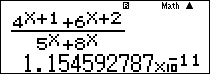 R Math ▲
4^{x+1}+6^{x+2}
5^x+8^x
1.154592787×10^{11}